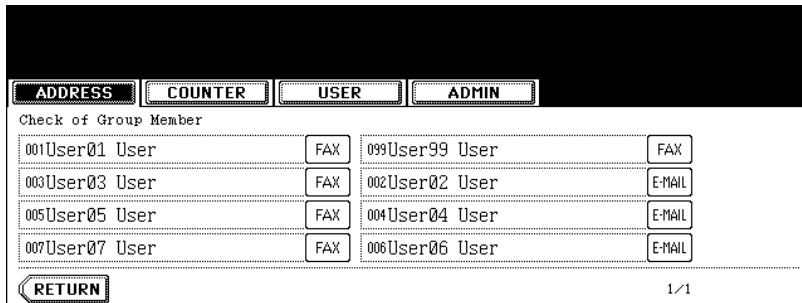 ADDRESS COUNTER USER ADMIN
Check of Group Member
001User01 User FAX 099User99 User FAX
003User03 User FAX 002User02 User E-MAIL
005User05 User FAX 004User04 User E-MAIL
007User07 User FAX 006User06 User E-MAIL
RETURN 1/1